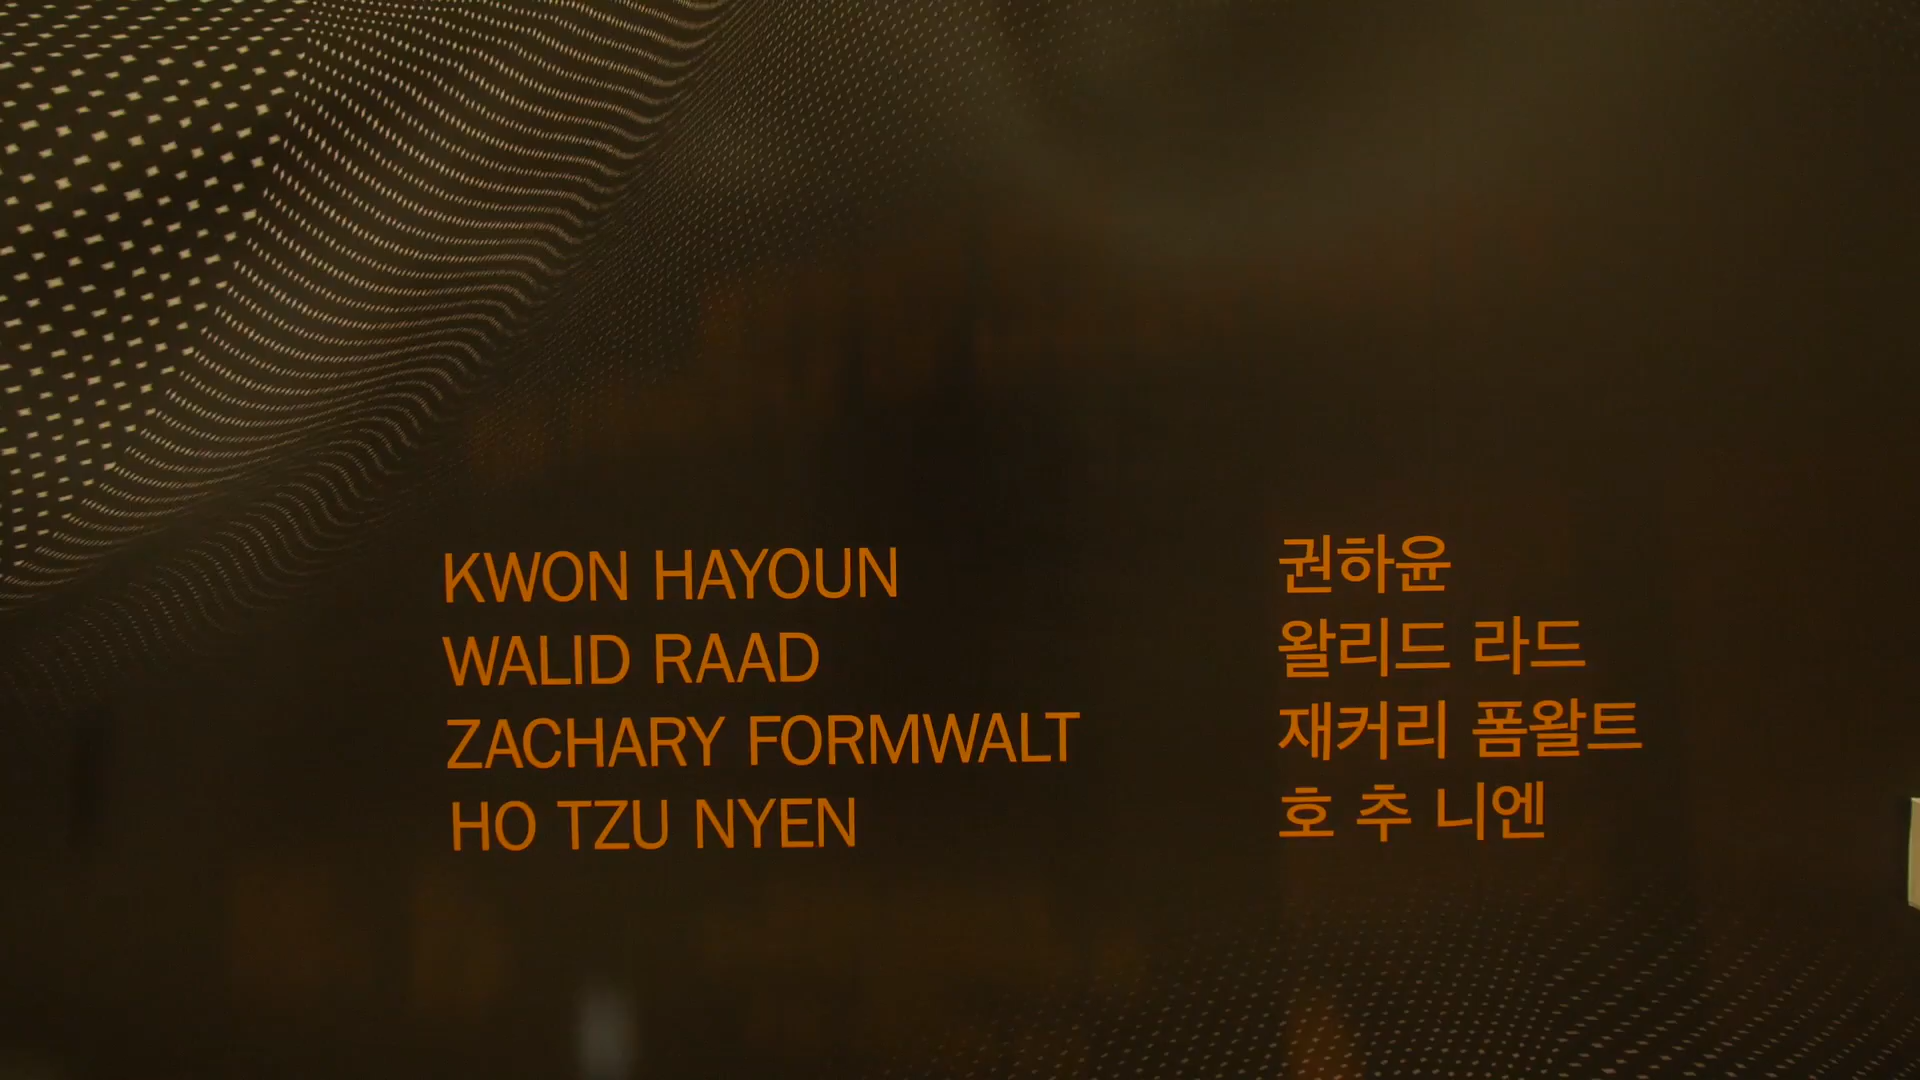 KWON HAYOUN
WALID RAAD
ZACHARY FORMWALT
HO TZU NYEN
권하윤
왈리드 라드
재커리 폼왈트
호 추 니엔